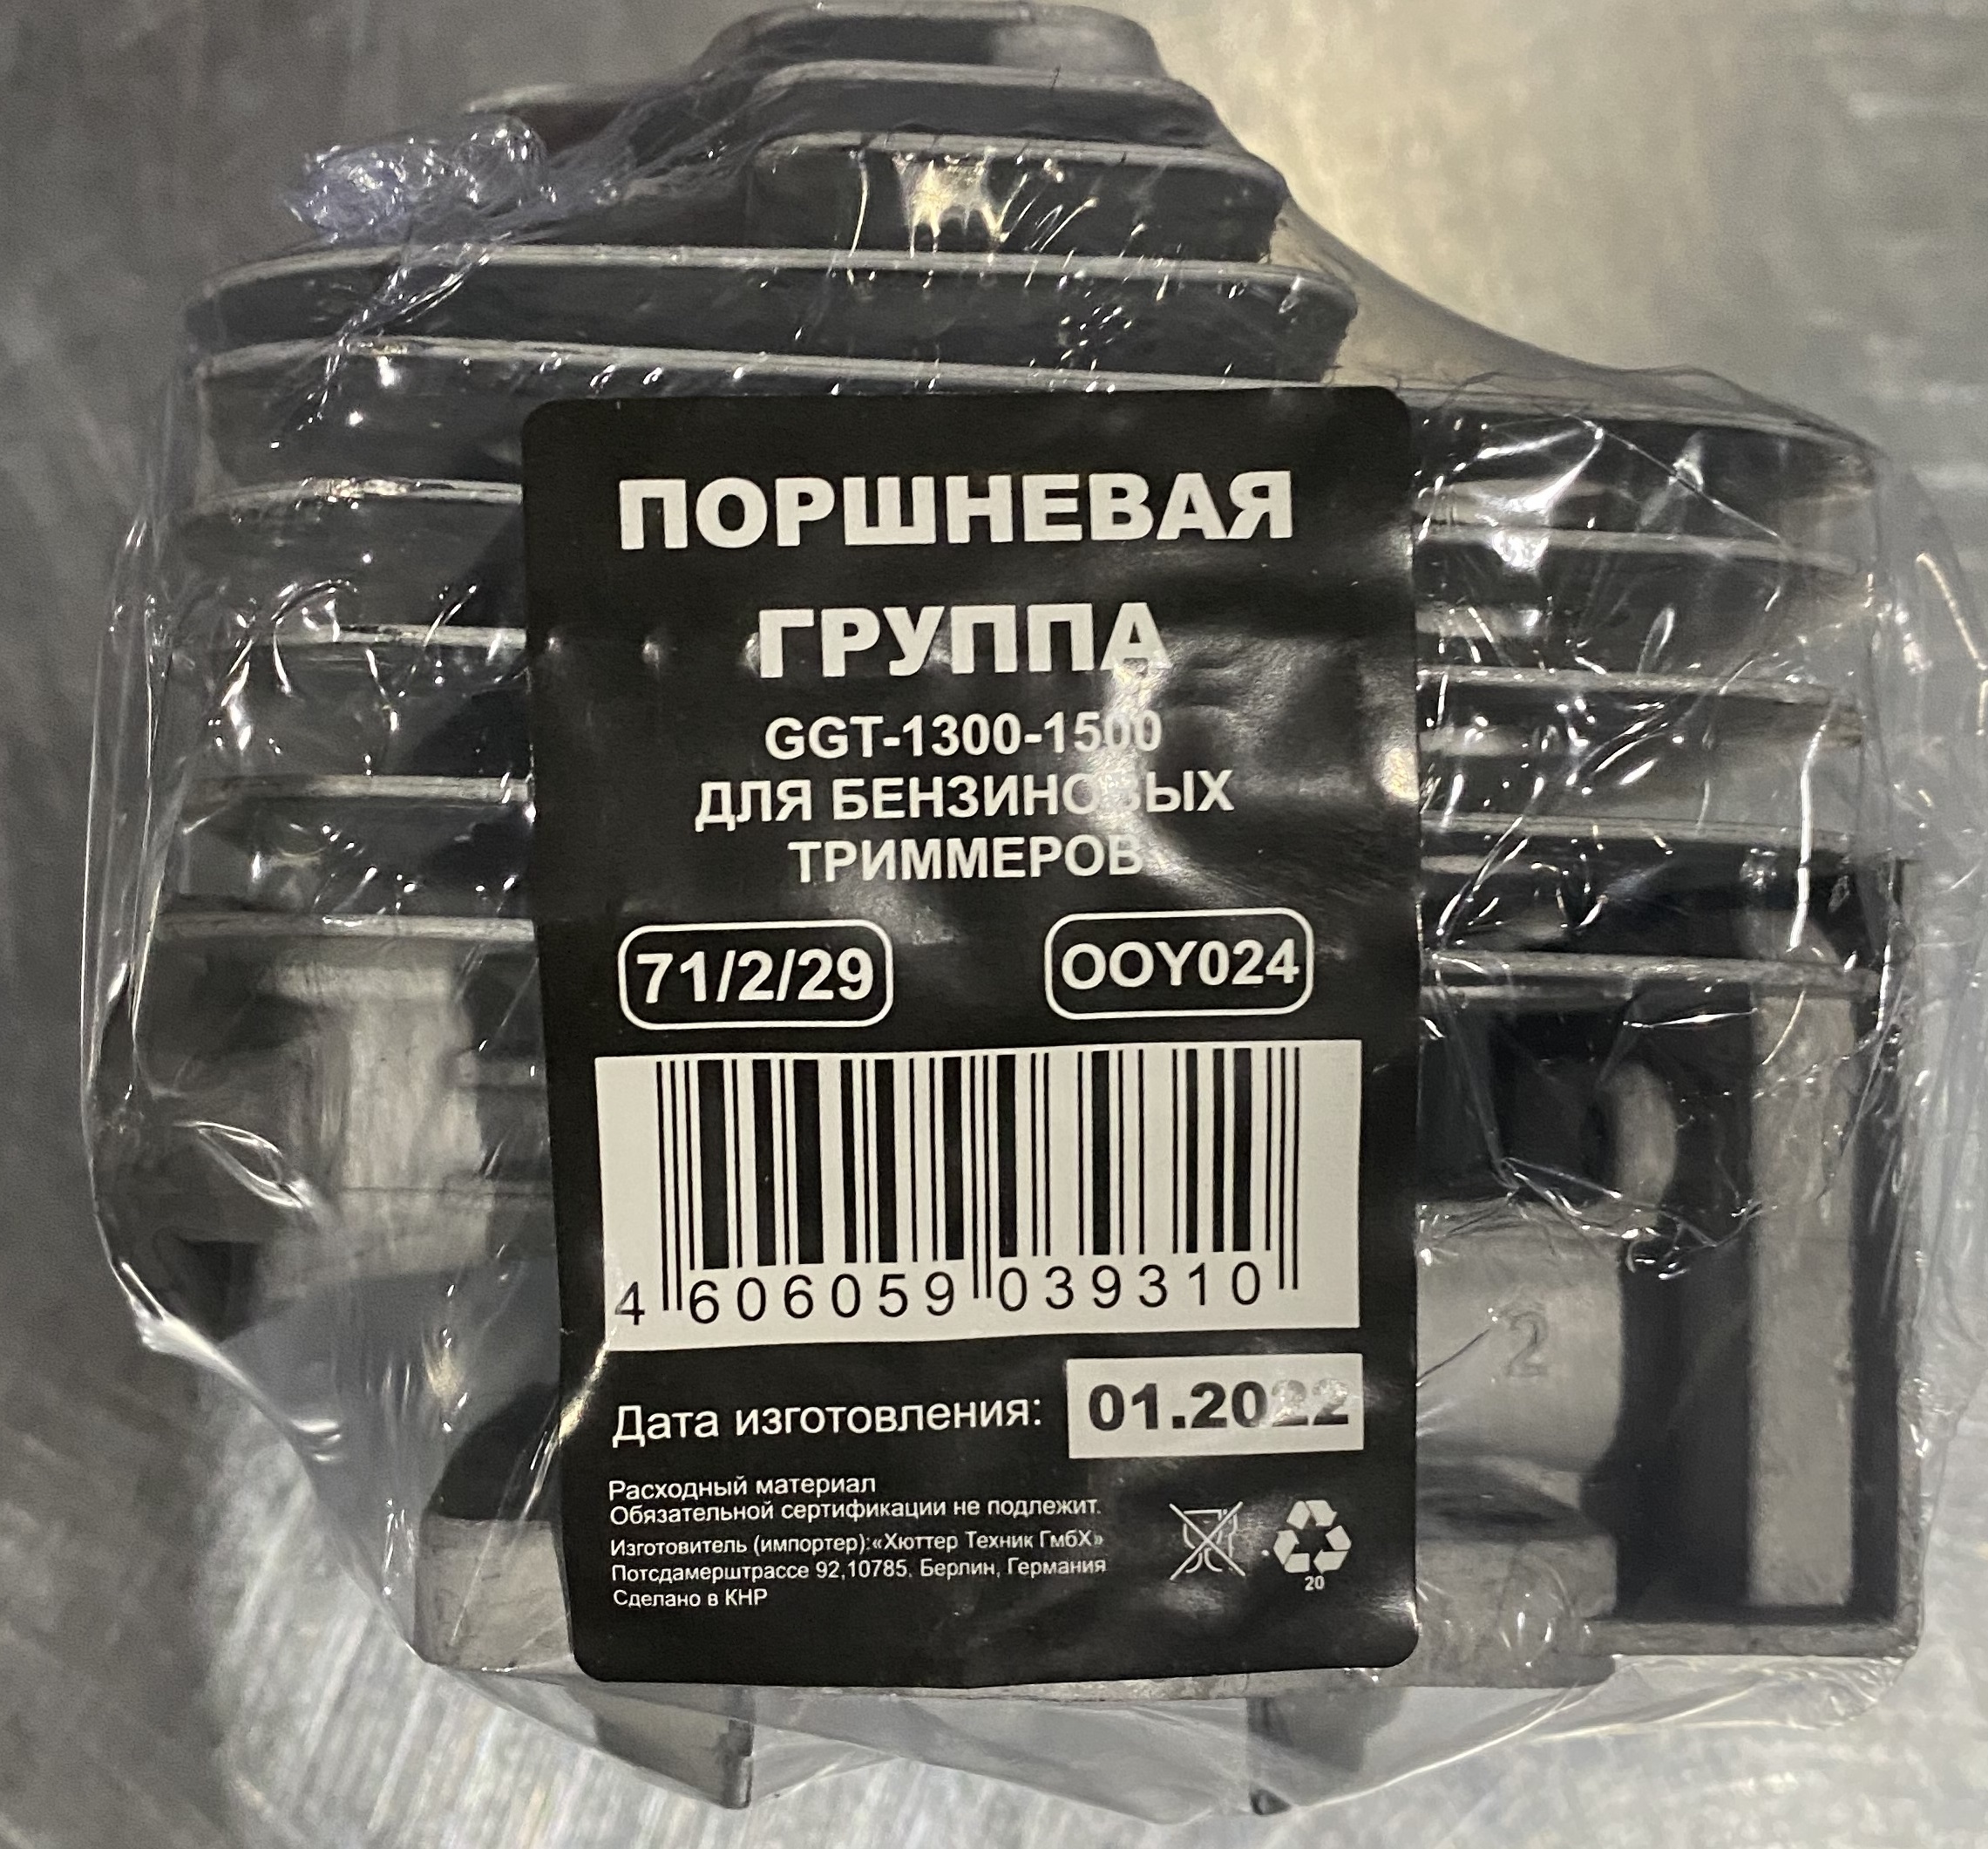 ПОРШНЕВАЯ
ГРУППА
GGT-1300-1500
ДЛЯ БЕНЗИНОВЫХ
ТРИММЕРОВ
71/2/29
OOY024
4 606059 039310
Дата изготовления: 01.2022
Расходный материал
Обязательной сертификации не подлежит.
Изготовитель (импортер):«Хюттер Техник ГмбХ»
Потсдамерштрассе 92,10785, Берлин, Германия
Сделано в КНР
20
2